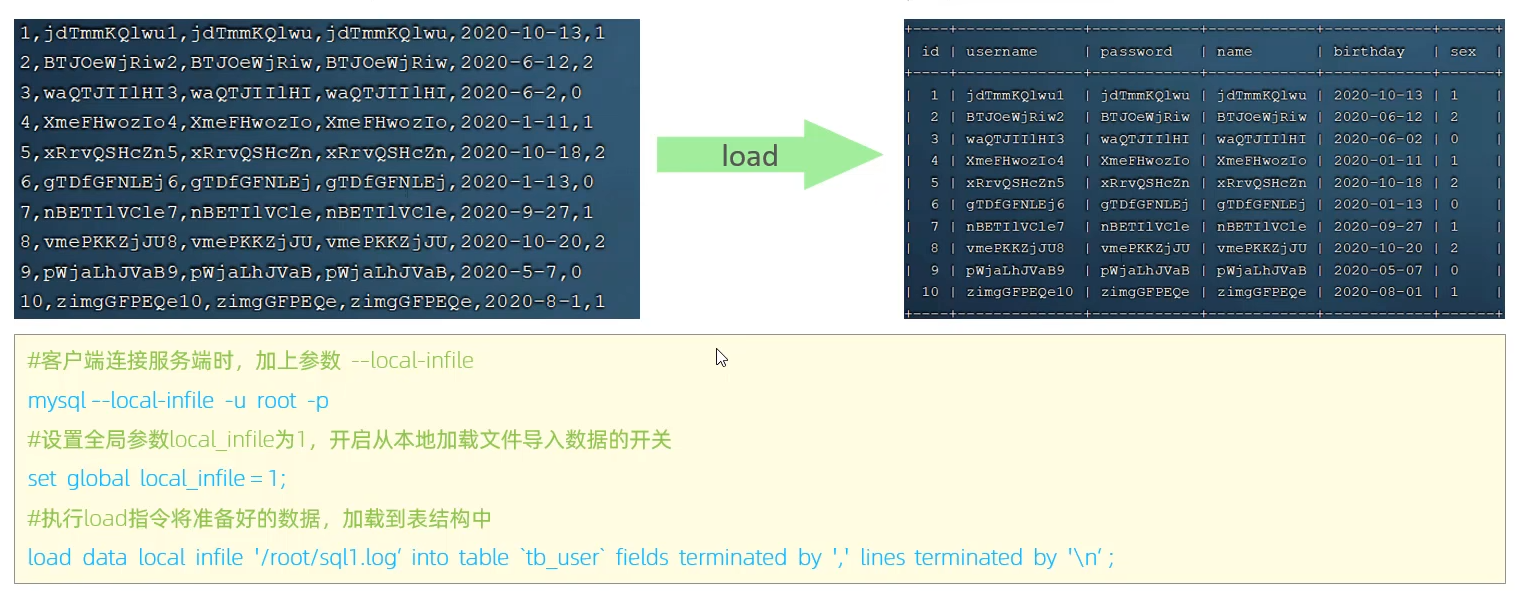 1,jdTmmKQlwu1,jdTmmKQlwu,jdTmmKQlwu,2020-10-13,1
2,BTJOeWjRiw2,BTJOeWjRiw,BTJOeWjRiw,2020-6-12,2
3,waQTJIIlHI3,waQTJIIlHI,waQTJIIlHI,2020-6-2,0
4,XmeFHwozIo4,XmeFHwozIo,XmeFHwozIo,2020-1-11,1
5,xRrvQSHcZn5,xRrvQSHcZn,xRrvQSHcZn,2020-10-18,2
6,gTDfGFNLEj6,gTDfGFNLEj,gTDfGFNLEj,2020-1-13,0
7,nBETIlVCle7,nBETIlVCle,nBETIlVCle,2020-9-27,1
8,vmePKKZjJU8,vmePKKZjJU,vmePKKZjJU,2020-10-20,2
9,pWjaLhJVaB9,pWjaLhJVaB,pWjaLhJVaB,2020-5-7,0
10,zimgGFPEQe10,zimgGFPEQe,zimgGFPEQe,2020-8-1,1
load
| id | username | password | name | birthday | sex |
| 1 | jdTmmKQlwu1 | jdTmmKQlwu | jdTmmKQlwu | 2020-10-13 | 1 |
| 2 | BTJOeWjRiw2 | BTJOeWjRiw | BTJOeWjRiw | 2020-06-12 | 2 |
| 3 | waQTJIIlHI3 | waQTJIIlHI | waQTJIIlHI | 2020-06-02 | 0 |
| 4 | XmeFHwozIo4 | XmeFHwozIo | XmeFHwozIo | 2020-01-11 | 1 |
| 5 | xRrvQSHcZn5 | xRrvQSHcZn | xRrvQSHcZn | 2020-10-18 | 2 |
| 6 | gTDfGFNLEj6 | gTDfGFNLEj | gTDfGFNLEj | 2020-01-13 | 0 |
| 7 | nBETIlVCle7 | nBETIlVCle | nBETIlVCle | 2020-09-27 | 1 |
| 8 | vmePKKZjJU8 | vmePKKZjJU | vmePKKZjJU | 2020-10-20 | 2 |
| 9 | pWjaLhJVaB9 | pWjaLhJVaB | pWjaLhJVaB | 2020-05-07 | 0 |
| 10 | zimgGFPEQe10 | zimgGFPEQe | zimgGFPEQe | 2020-08-01 | 1 |
#客户端连接服务端时，加上参数 --local-infile
mysql --local-infile -u root -p
#设置全局参数local_infile为1，开启从本地加载文件导入数据的开关
set global local_infile = 1;
#执行load指令将准备好的数据，加载到表结构中
load data local infile '/root/sql1.log’ into table `tb_user` fields terminated by ',' lines terminated by '\n’ ;